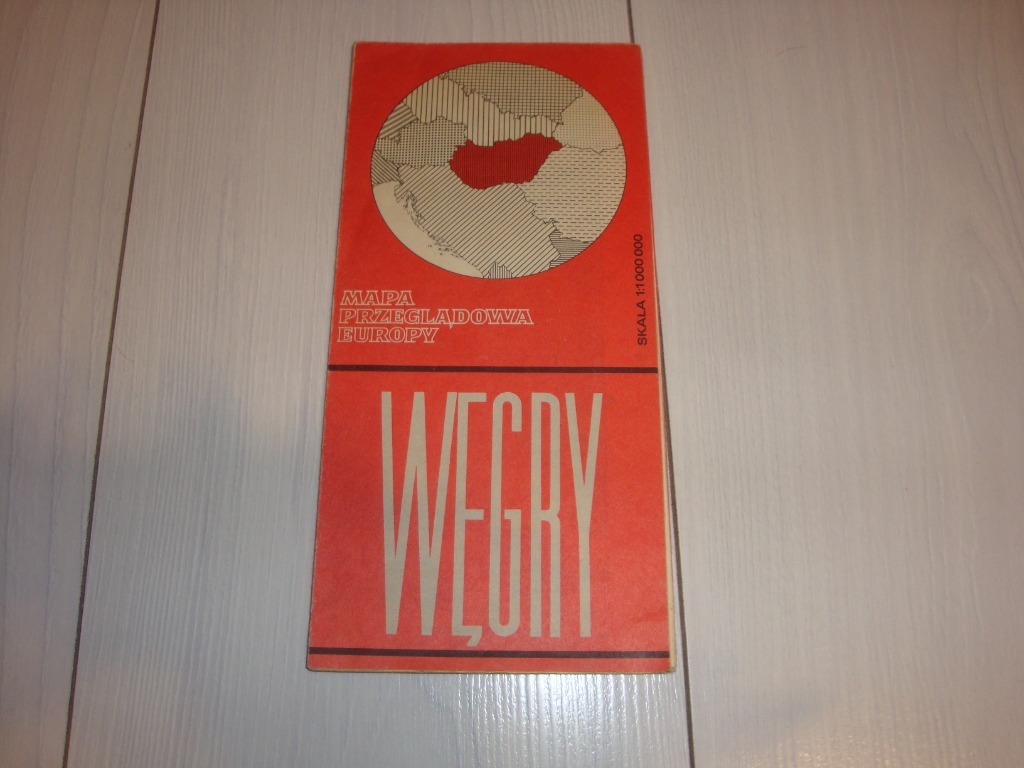 MAPA
PRZEGLĄDOWA
EUROPY
SKALA 1:1 000 000
WĘGRY